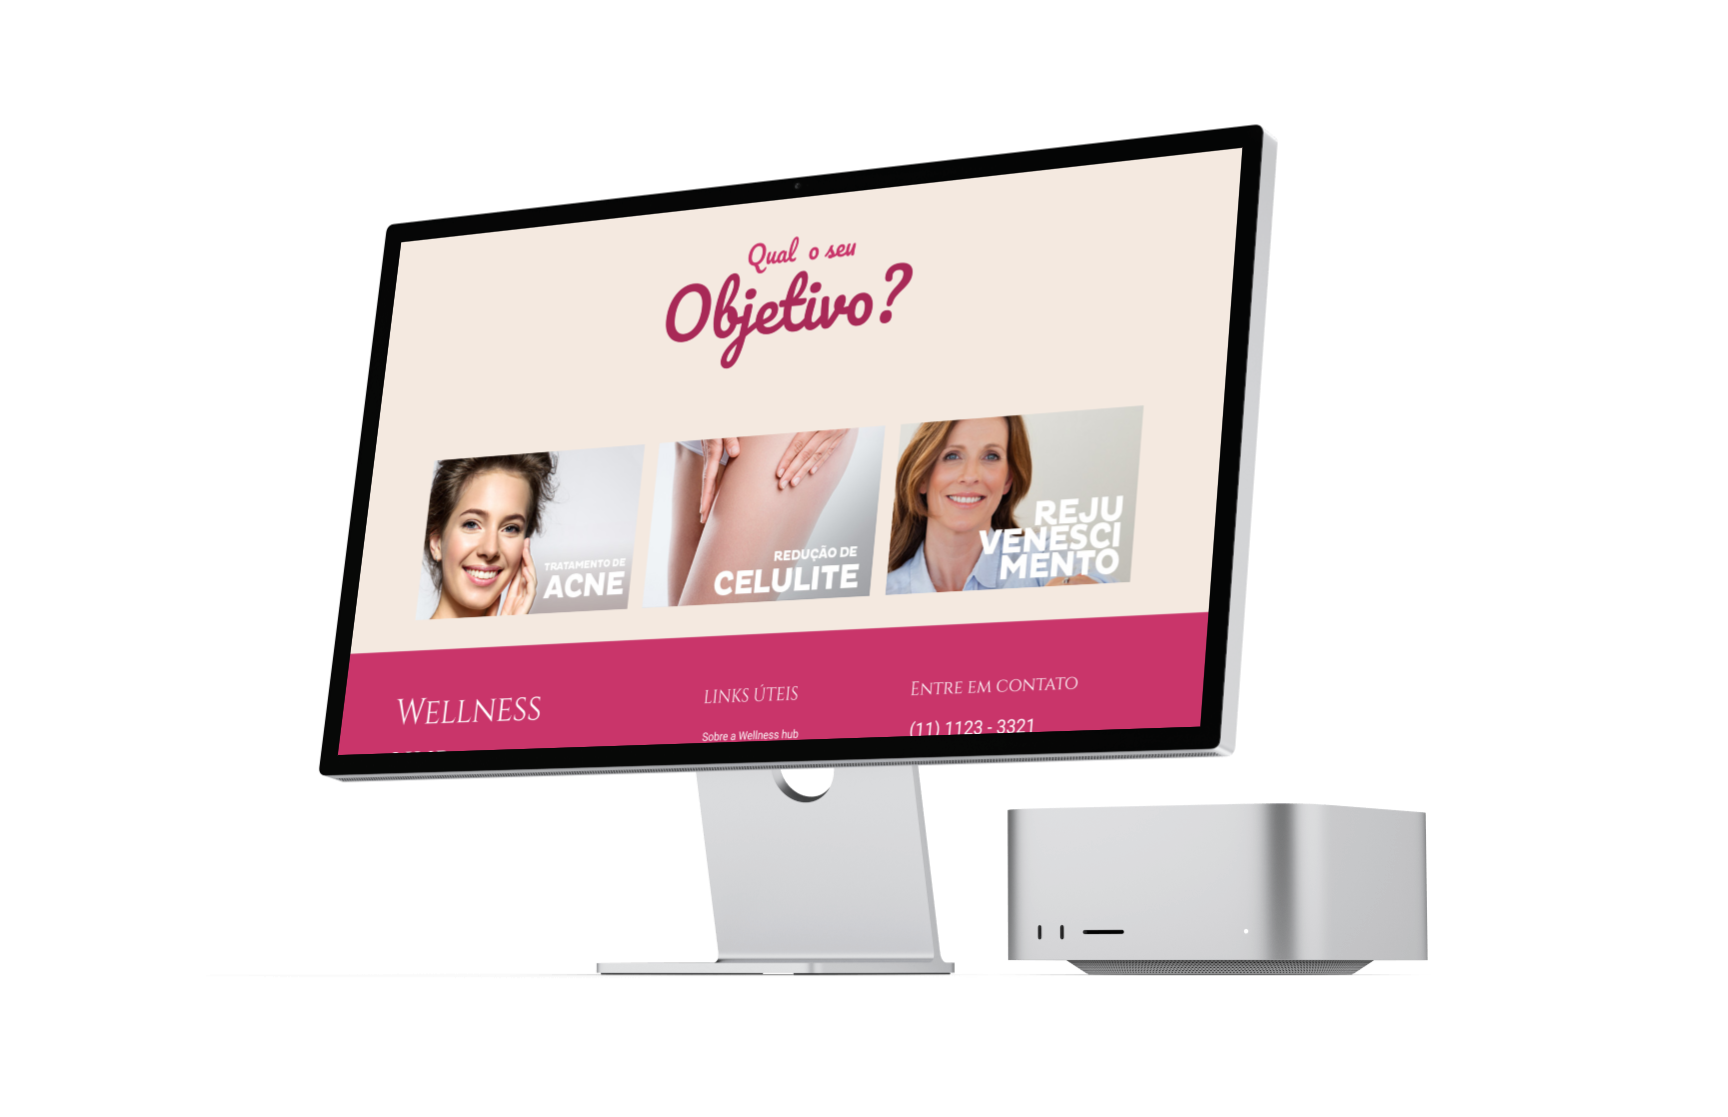 Qual o seu
Objetivo?
TRATAMENTO DE
ACNE
REDUÇÃO DE
CELULITE
REJU
VENESCI
MENTO
WELLNESS
LINKS ÚTEIS
ENTRE EM CONTATO
Sobre a Wellness hub
(11) 1123 - 3321